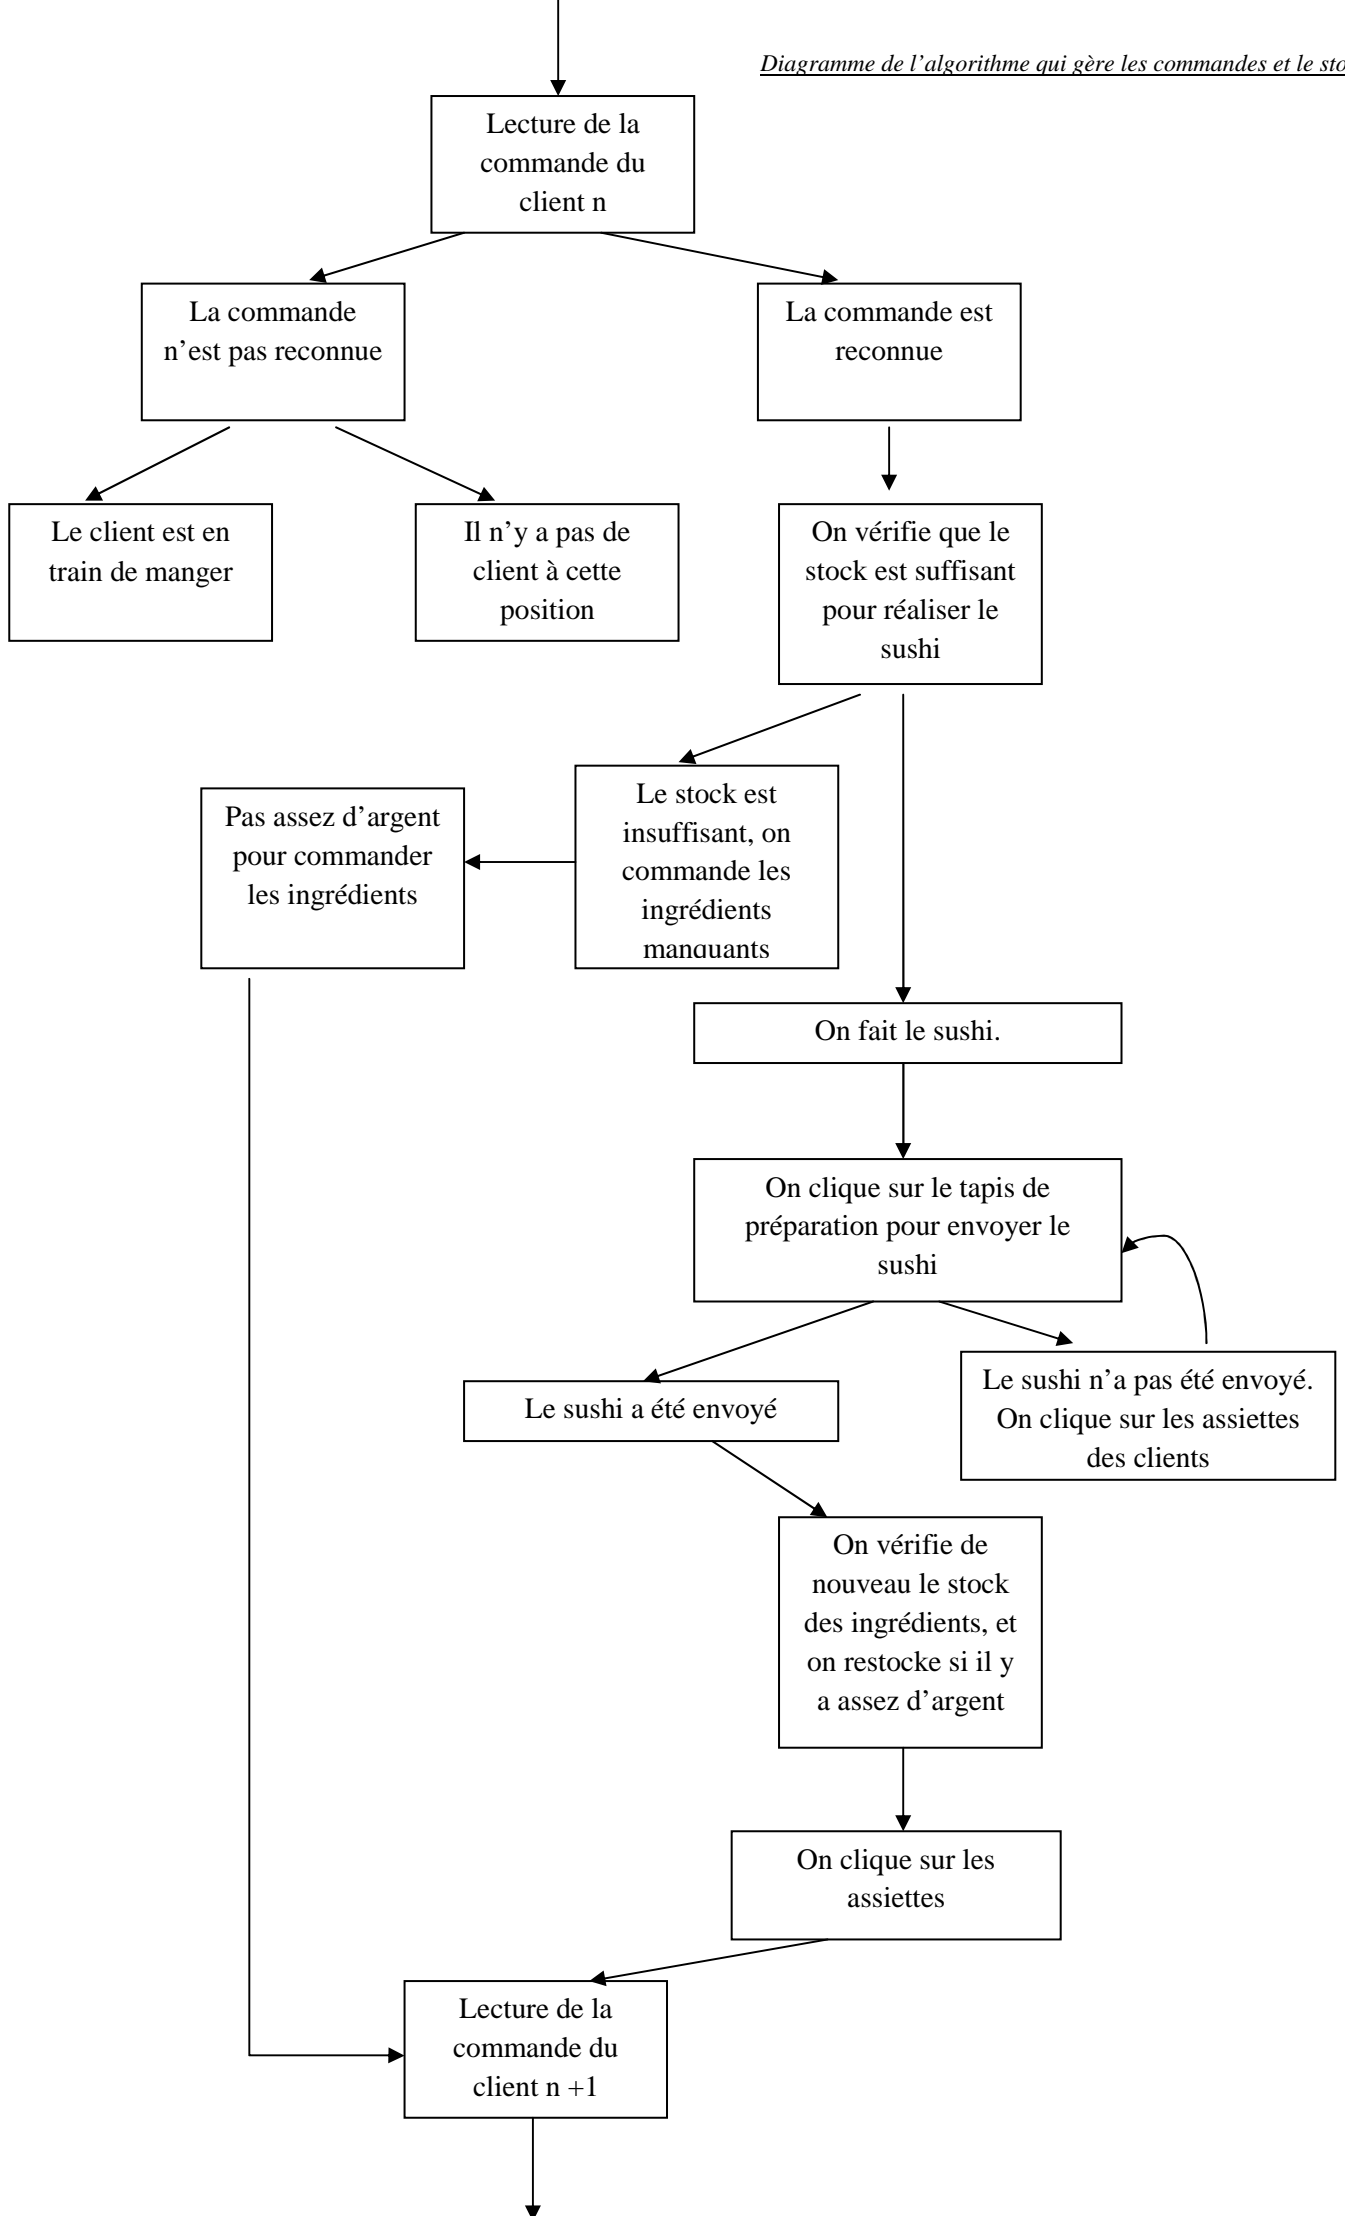 Diagramme de l'algorithme qui gère les commandes et le
Lecture de la
commande du
client n
La commande
n'est pas reconnue
La commande est
reconnue
Le client est en
train de manger
Il n'y a pas de
client à cette
position
On vérifie que le
stock est suffisant
pour réaliser le
sushi
Pas assez d'argent
pour commander
les ingrédients
Le stock est
insuffisant, on
commande les
ingrédients
manquants
On fait le sushi.
On clique sur le tapis de
préparation pour envoyer le
sushi
Le sushi a été envoyé
Le sushi n'a pas été envoyé.
On clique sur les assiettes
des clients
On vérifie de
nouveau le stock
des ingrédients, et
on restocke si il y
a assez d'argent
On clique sur les
assiettes
Lecture de la
commande du
client n +1